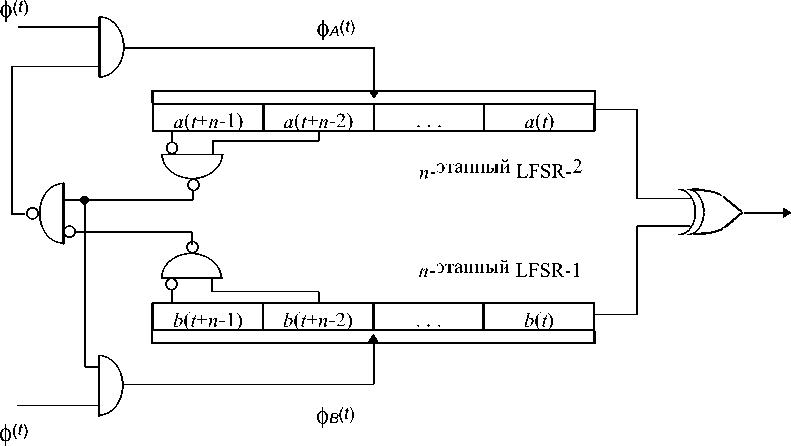 ϕ(t)
ϕA(t)
a(t+n-1) a(t+n-2) . . . a(t)
n-этапный LFSR-2
n-этапный LFSR-1
b(t+n-1) b(t+n-2) . . . b(t)
ϕB(t)
ϕ(t)